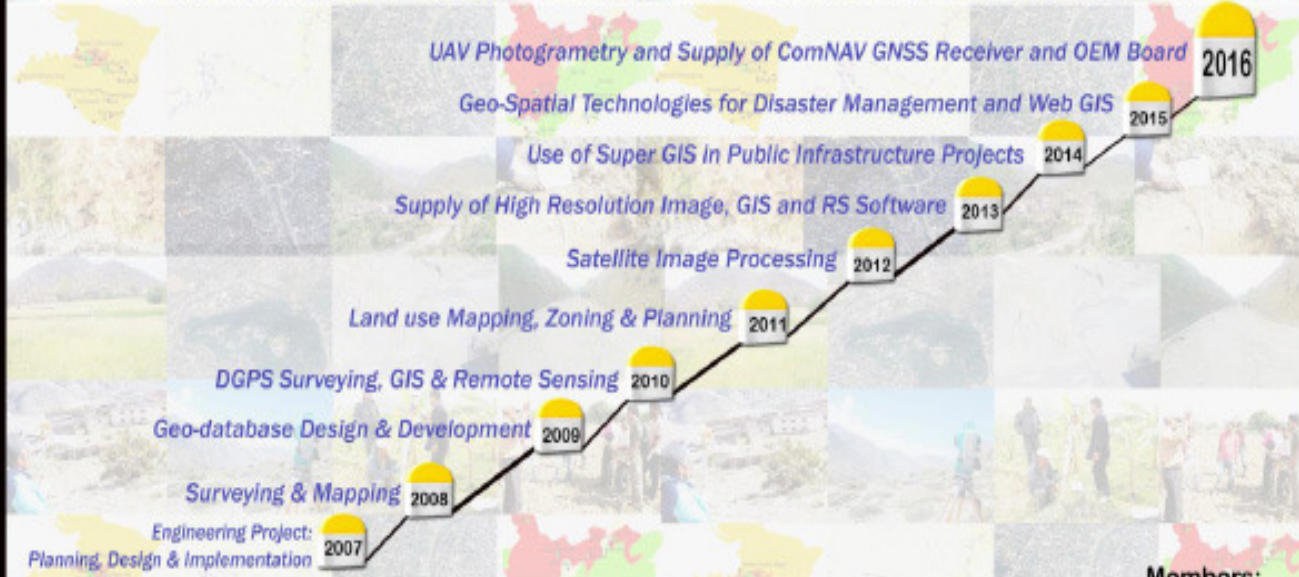 UAV Photogrametry and Supply of ComNAV GNSS Receiver and OEM Board 2016
Geo-Spatial Technologies for Disaster Management and Web GIS 2015
Use of Super GIS in Public Infrastructure Projects 2014
Supply of High Resolution Image, GIS and RS Software 2013
Satellite Image Processing 2012
Land use Mapping, Zoning & Planning 2011
DGPS Surveying, GIS & Remote Sensing 2010
Geo-database Design & Development 2009
Surveying & Mapping 2008
Engineering Project:
Planning, Design & Implementation 2007
Members: